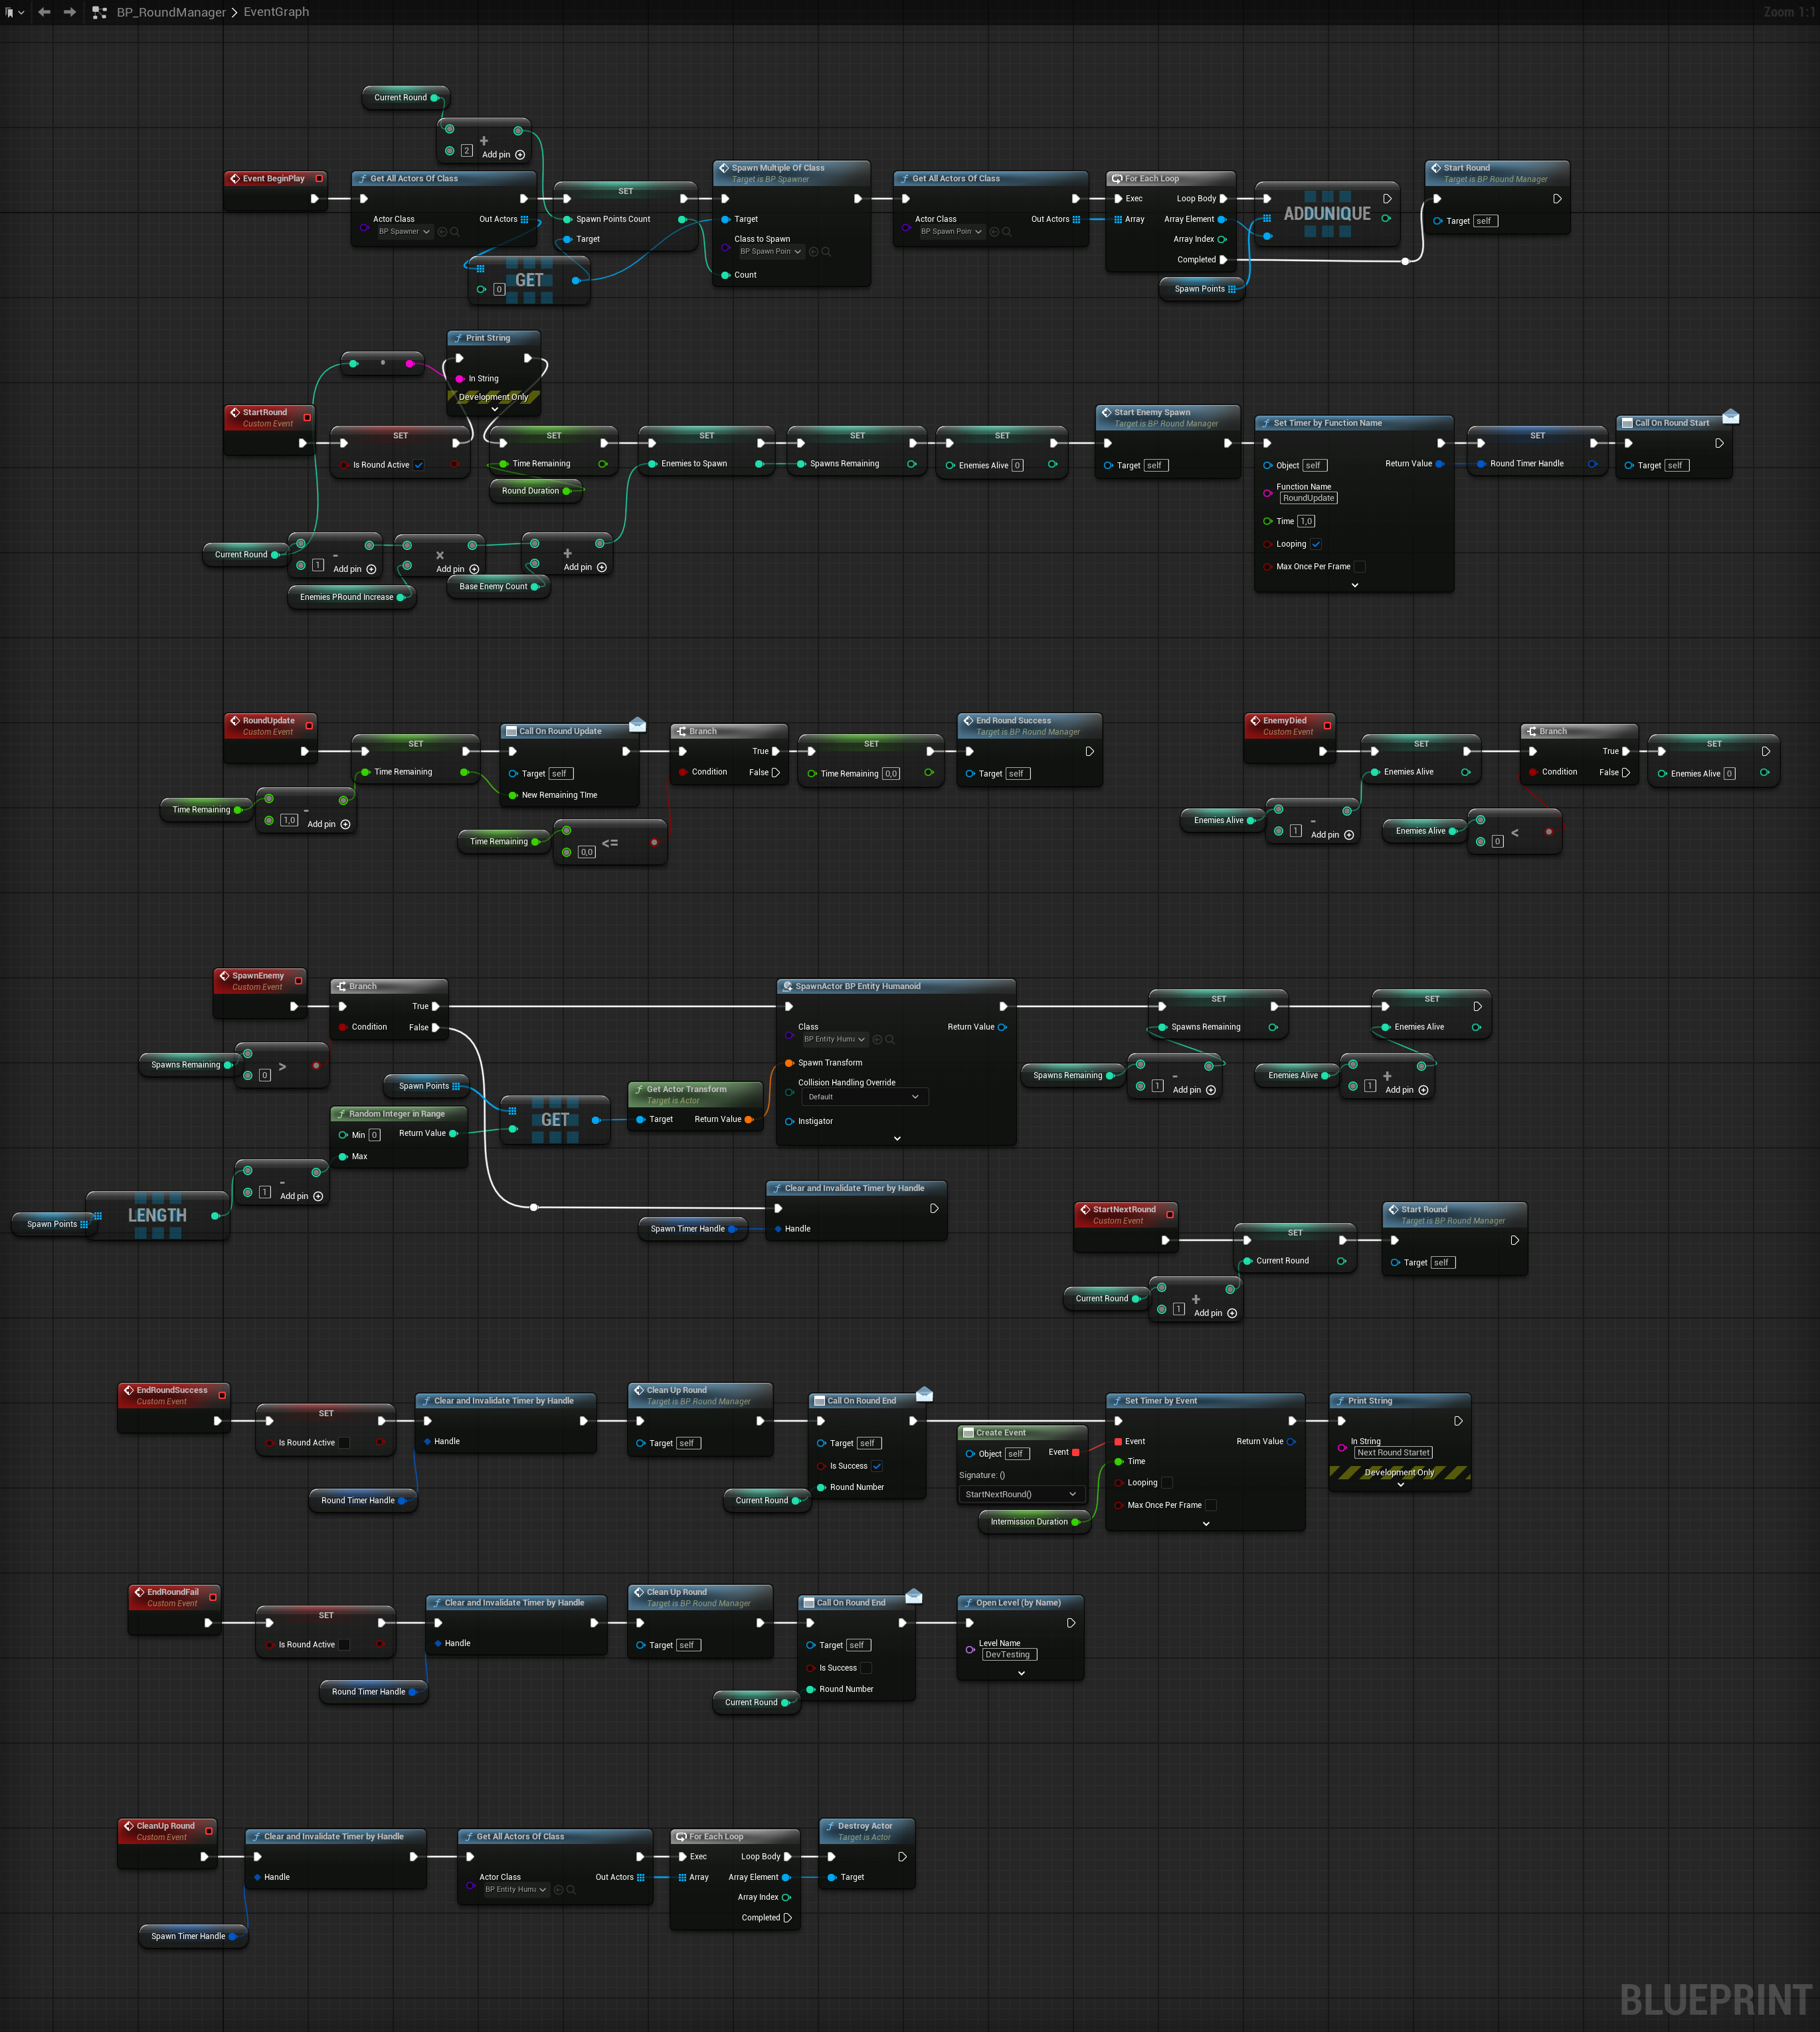 BP_RoundManager > EventGraph
Zoom 1:1
Current Round
+
2
Add pin
Event BeginPlay
Get All Actors Of Class
Actor Class
BP Spawner
Out Actors
SET
Spawn Points Count
Target
GET
0
Spawn Multiple Of Class
Target is BP Spawner
Target
Class to Spawn
BP Spawn Poin
Count
Get All Actors Of Class
Actor Class
BP Spawn Poin
Out Actors
For Each Loop
Exec
Loop Body
Array
Array Element
Array Index
Completed
Spawn Points
ADDUNIQUE
Start Round
Target is BP Round Manager
Target self
Print String
In String
Development Only
StartRound
Custom Event
SET
Is Round Active
SET
Time Remaining
Round Duration
SET
Enemies to Spawn
SET
Spawns Remaining
SET
Enemies Alive 0
Start Enemy Spawn
Target is BP Round Manager
Target self
Set Timer by Function Name
Object self
Return Value
Function Name
RoundUpdate
Time 1,0
Looping
Max Once Per Frame
SET
Round Timer Handle
Call On Round Start
Target self
Current Round
-
1
Add pin
x
Add pin
+
Add pin
Enemies PRound Increase
Base Enemy Count
RoundUpdate
Custom Event
SET
Time Remaining
Time Remaining
-
1,0
Add pin
Call On Round Update
Target self
New Remaining TIme
Time Remaining
<=
0,0
Branch
True
Condition
False
SET
Time Remaining 0,0
End Round Success
Target is BP Round Manager
Target self
EnemyDied
Custom Event
SET
Enemies Alive
Enemies Alive
-
1
Add pin
Branch
True
Condition
False
Enemies Alive
<
0
SET
Enemies Alive 0
SpawnEnemy
Custom Event
Branch
True
Condition
False
Spawns Remaining
>
0
Spawn Points
GET
Random Integer in Range
Min 0
Return Value
Max
-
1
Add pin
Spawn Points
LENGTH
Get Actor Transform
Target is Actor
Target
Return Value
SpawnActor BP Entity Humanoid
Class
BP Entity Huma
Return Value
Spawn Transform
Collision Handling Override
Default
Instigator
SET
Spawns Remaining
Spawns Remaining
-
1
Add pin
SET
Enemies Alive
Enemies Alive
+
1
Add pin
Clear and Invalidate Timer by Handle
Spawn Timer Handle
Handle
StartNextRound
Custom Event
SET
Current Round
Current Round
+
1
Add pin
Start Round
Target is BP Round Manager
Target self
EndRoundSuccess
Custom Event
SET
Is Round Active
Clear and Invalidate Timer by Handle
Handle
Round Timer Handle
Clean Up Round
Target is BP Round Manager
Target self
Call On Round End
Target self
Is Success
Round Number
Current Round
Create Event
Object self
Event
Signature: ()
StartNextRound()
Intermission Duration
Set Timer by Event
Event
Return Value
Time
Looping
Max Once Per Frame
Print String
In String
Next Round Startet
Development Only
EndRoundFail
Custom Event
SET
Is Round Active
Clear and Invalidate Timer by Handle
Handle
Round Timer Handle
Clean Up Round
Target is BP Round Manager
Target self
Call On Round End
Target self
Is Success
Round Number
Current Round
Open Level (by Name)
Level Name
DevTesting
CleanUp Round
Custom Event
Clear and Invalidate Timer by Handle
Handle
Spawn Timer Handle
Get All Actors Of Class
Actor Class
BP Entity Huma
Out Actors
For Each Loop
Exec
Loop Body
Array
Array Element
Array Index
Completed
Destroy Actor
Target is Actor
Target
BLUEPRINT